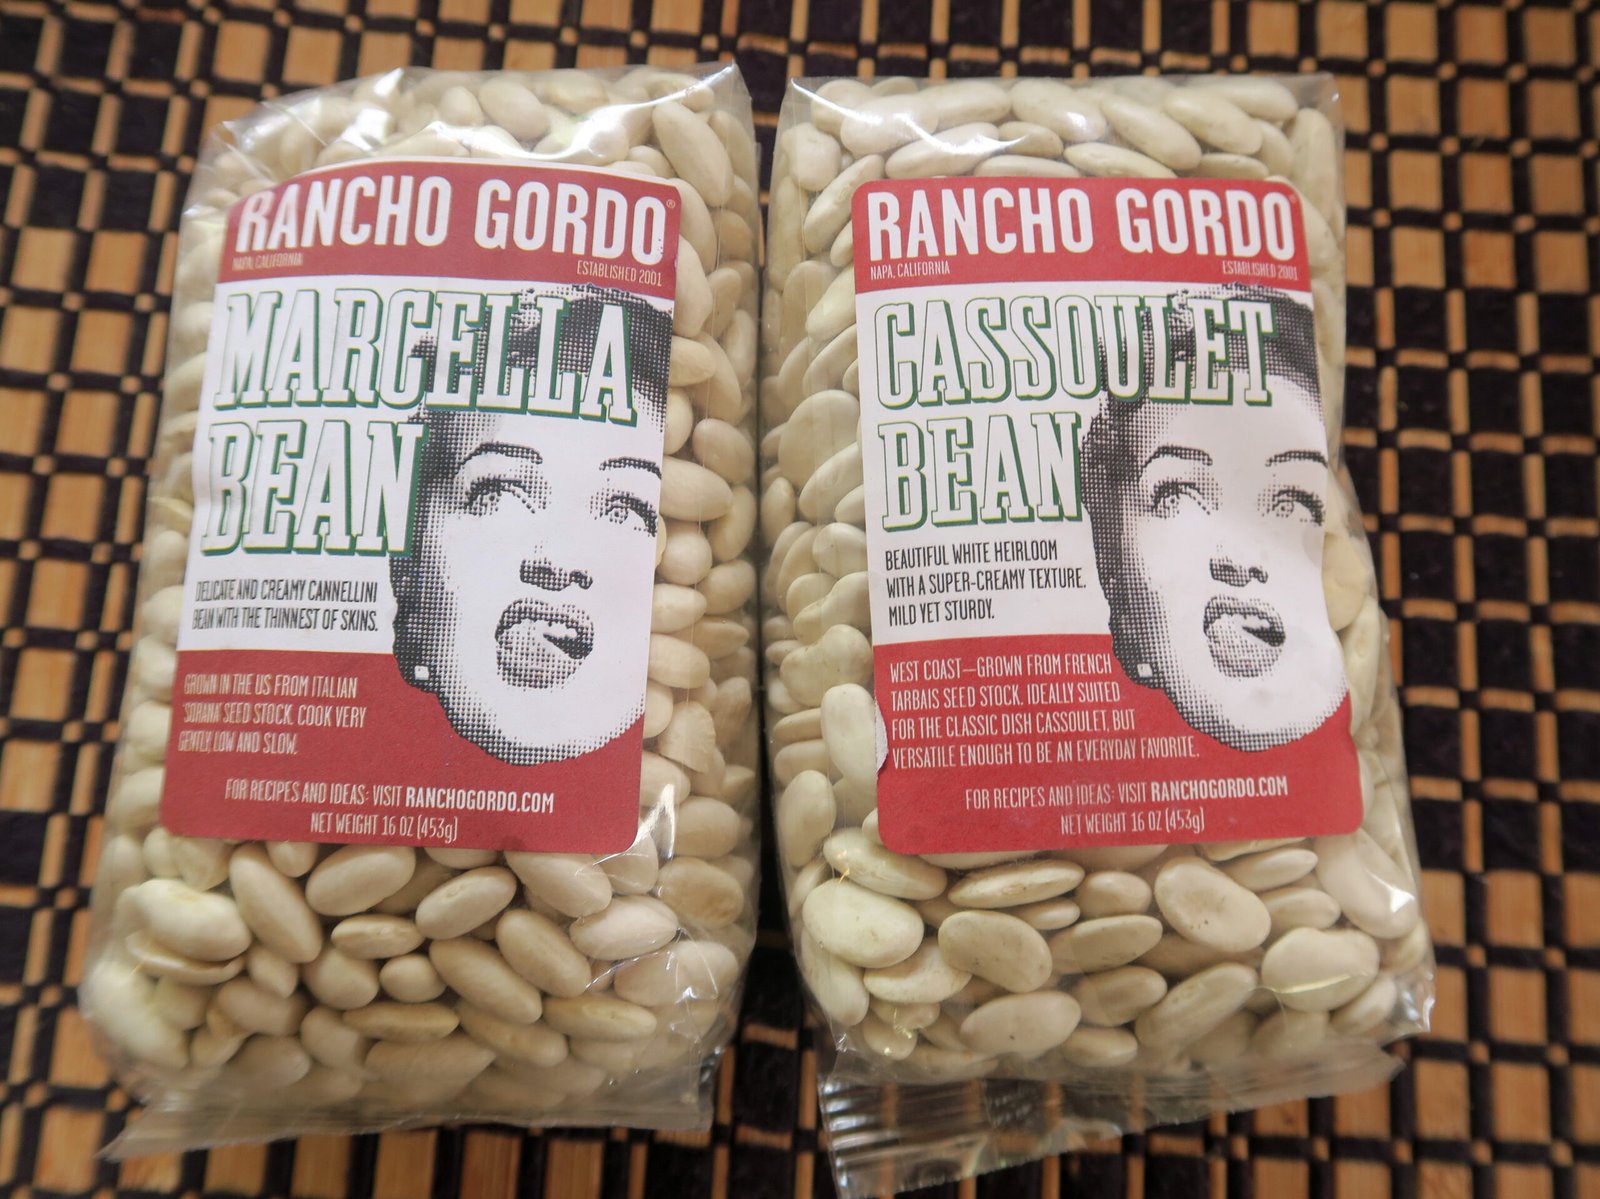 RANCHO GORDO®
NAPA, CALIFORNIA
ESTABLISHED 2001
MARCELLA
BEAN
DELICATE AND CREAMY CANNELLINI
BEAN WITH THE THINNEST OF SKINS.
GROWN IN THE US FROM ITALIAN
'SORANA' SEED STOCK. COOK VERY
GENTLY, LOW AND SLOW.
FOR RECIPES AND IDEAS: VISIT RANCHOGORDO.COM
NET WEIGHT 16 OZ (453g)
RANCHO GORDO®
NAPA, CALIFORNIA
ESTABLISHED 2001
CASSOULET
BEAN
BEAUTIFUL WHITE HEIRLOOM
WITH A SUPER-CREAMY TEXTURE.
MILD YET STURDY.
WEST COAST—GROWN FROM FRENCH
TARBAIS SEED STOCK. IDEALLY SUITED
FOR THE CLASSIC DISH CASSOULET, BUT
VERSATILE ENOUGH TO BE AN EVERYDAY FAVORITE.
FOR RECIPES AND IDEAS: VISIT RANCHOGORDO.COM
NET WEIGHT 16 OZ (453g)